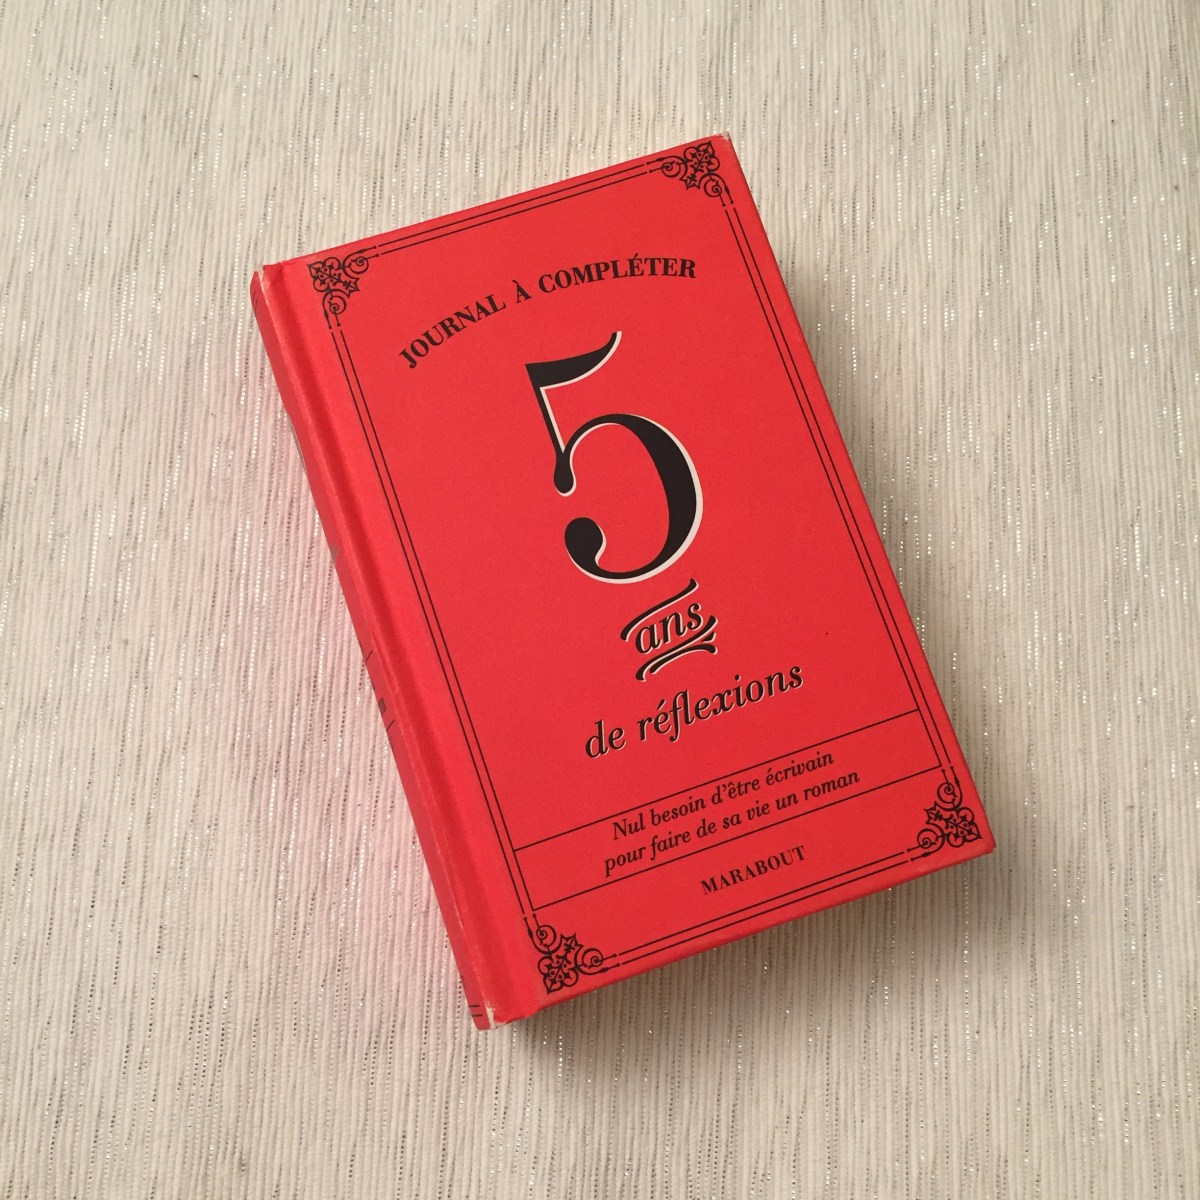 JOURNAL À COMPLÉTER
5
ans
de réflexions
Nul besoin d'être écrivain
pour faire de sa vie un roman
MARABOUT